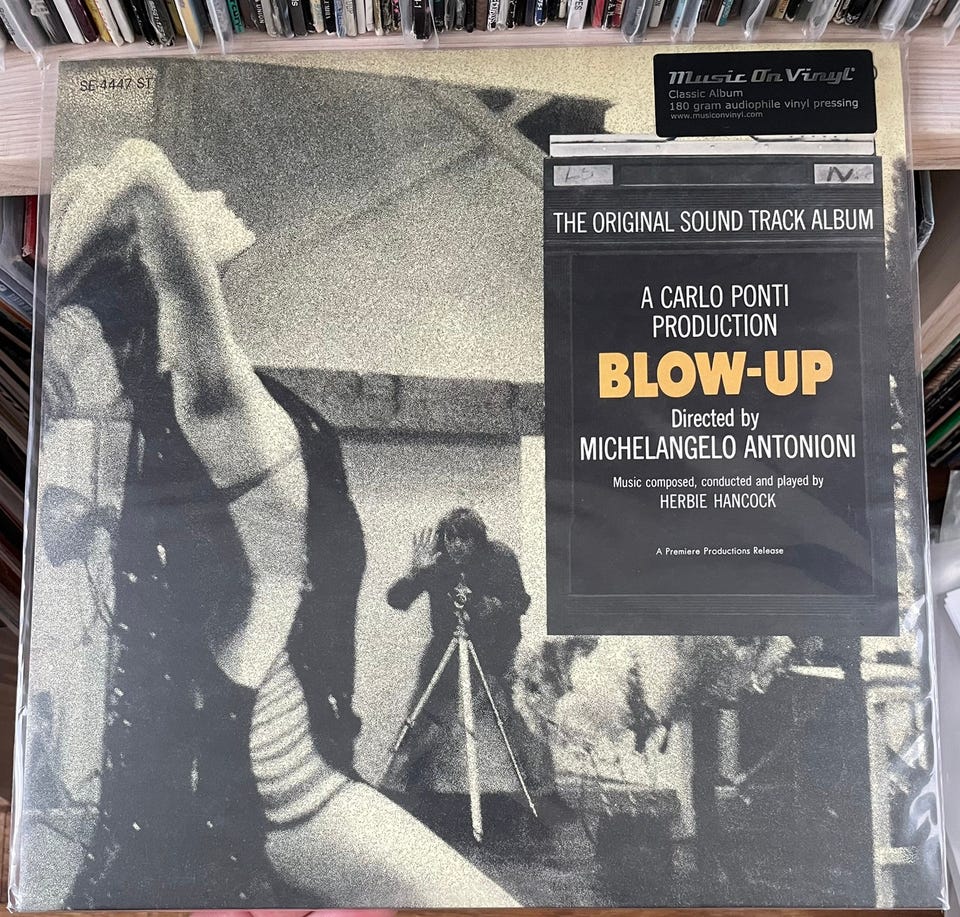 SE-4447 ST
Music On Vinyl
Classic Album
180 gram audiophile vinyl pressing
www.musiconvinyl.com
THE ORIGINAL SOUND TRACK ALBUM
A CARLO PONTI
PRODUCTION
BLOW-UP
Directed by
MICHELANGELO ANTONIONI
Music composed, conducted and played by
HERBIE HANCOCK
A Premiere Productions Release